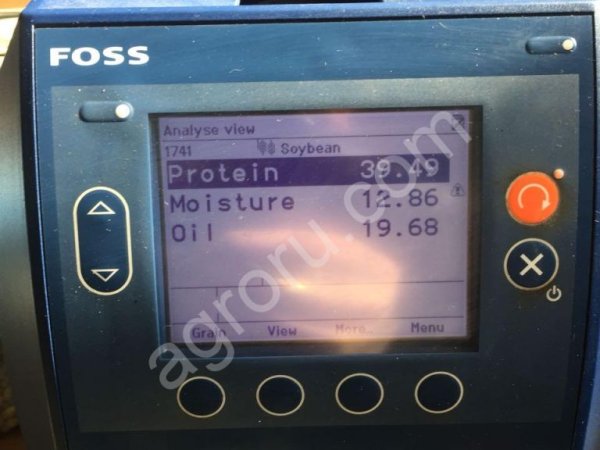 FOSS
Analyse view
1741 Soybean
Protein 39.49
Moisture 12.86
Oil 19.68
Grain View More.. Menu
agroru.com